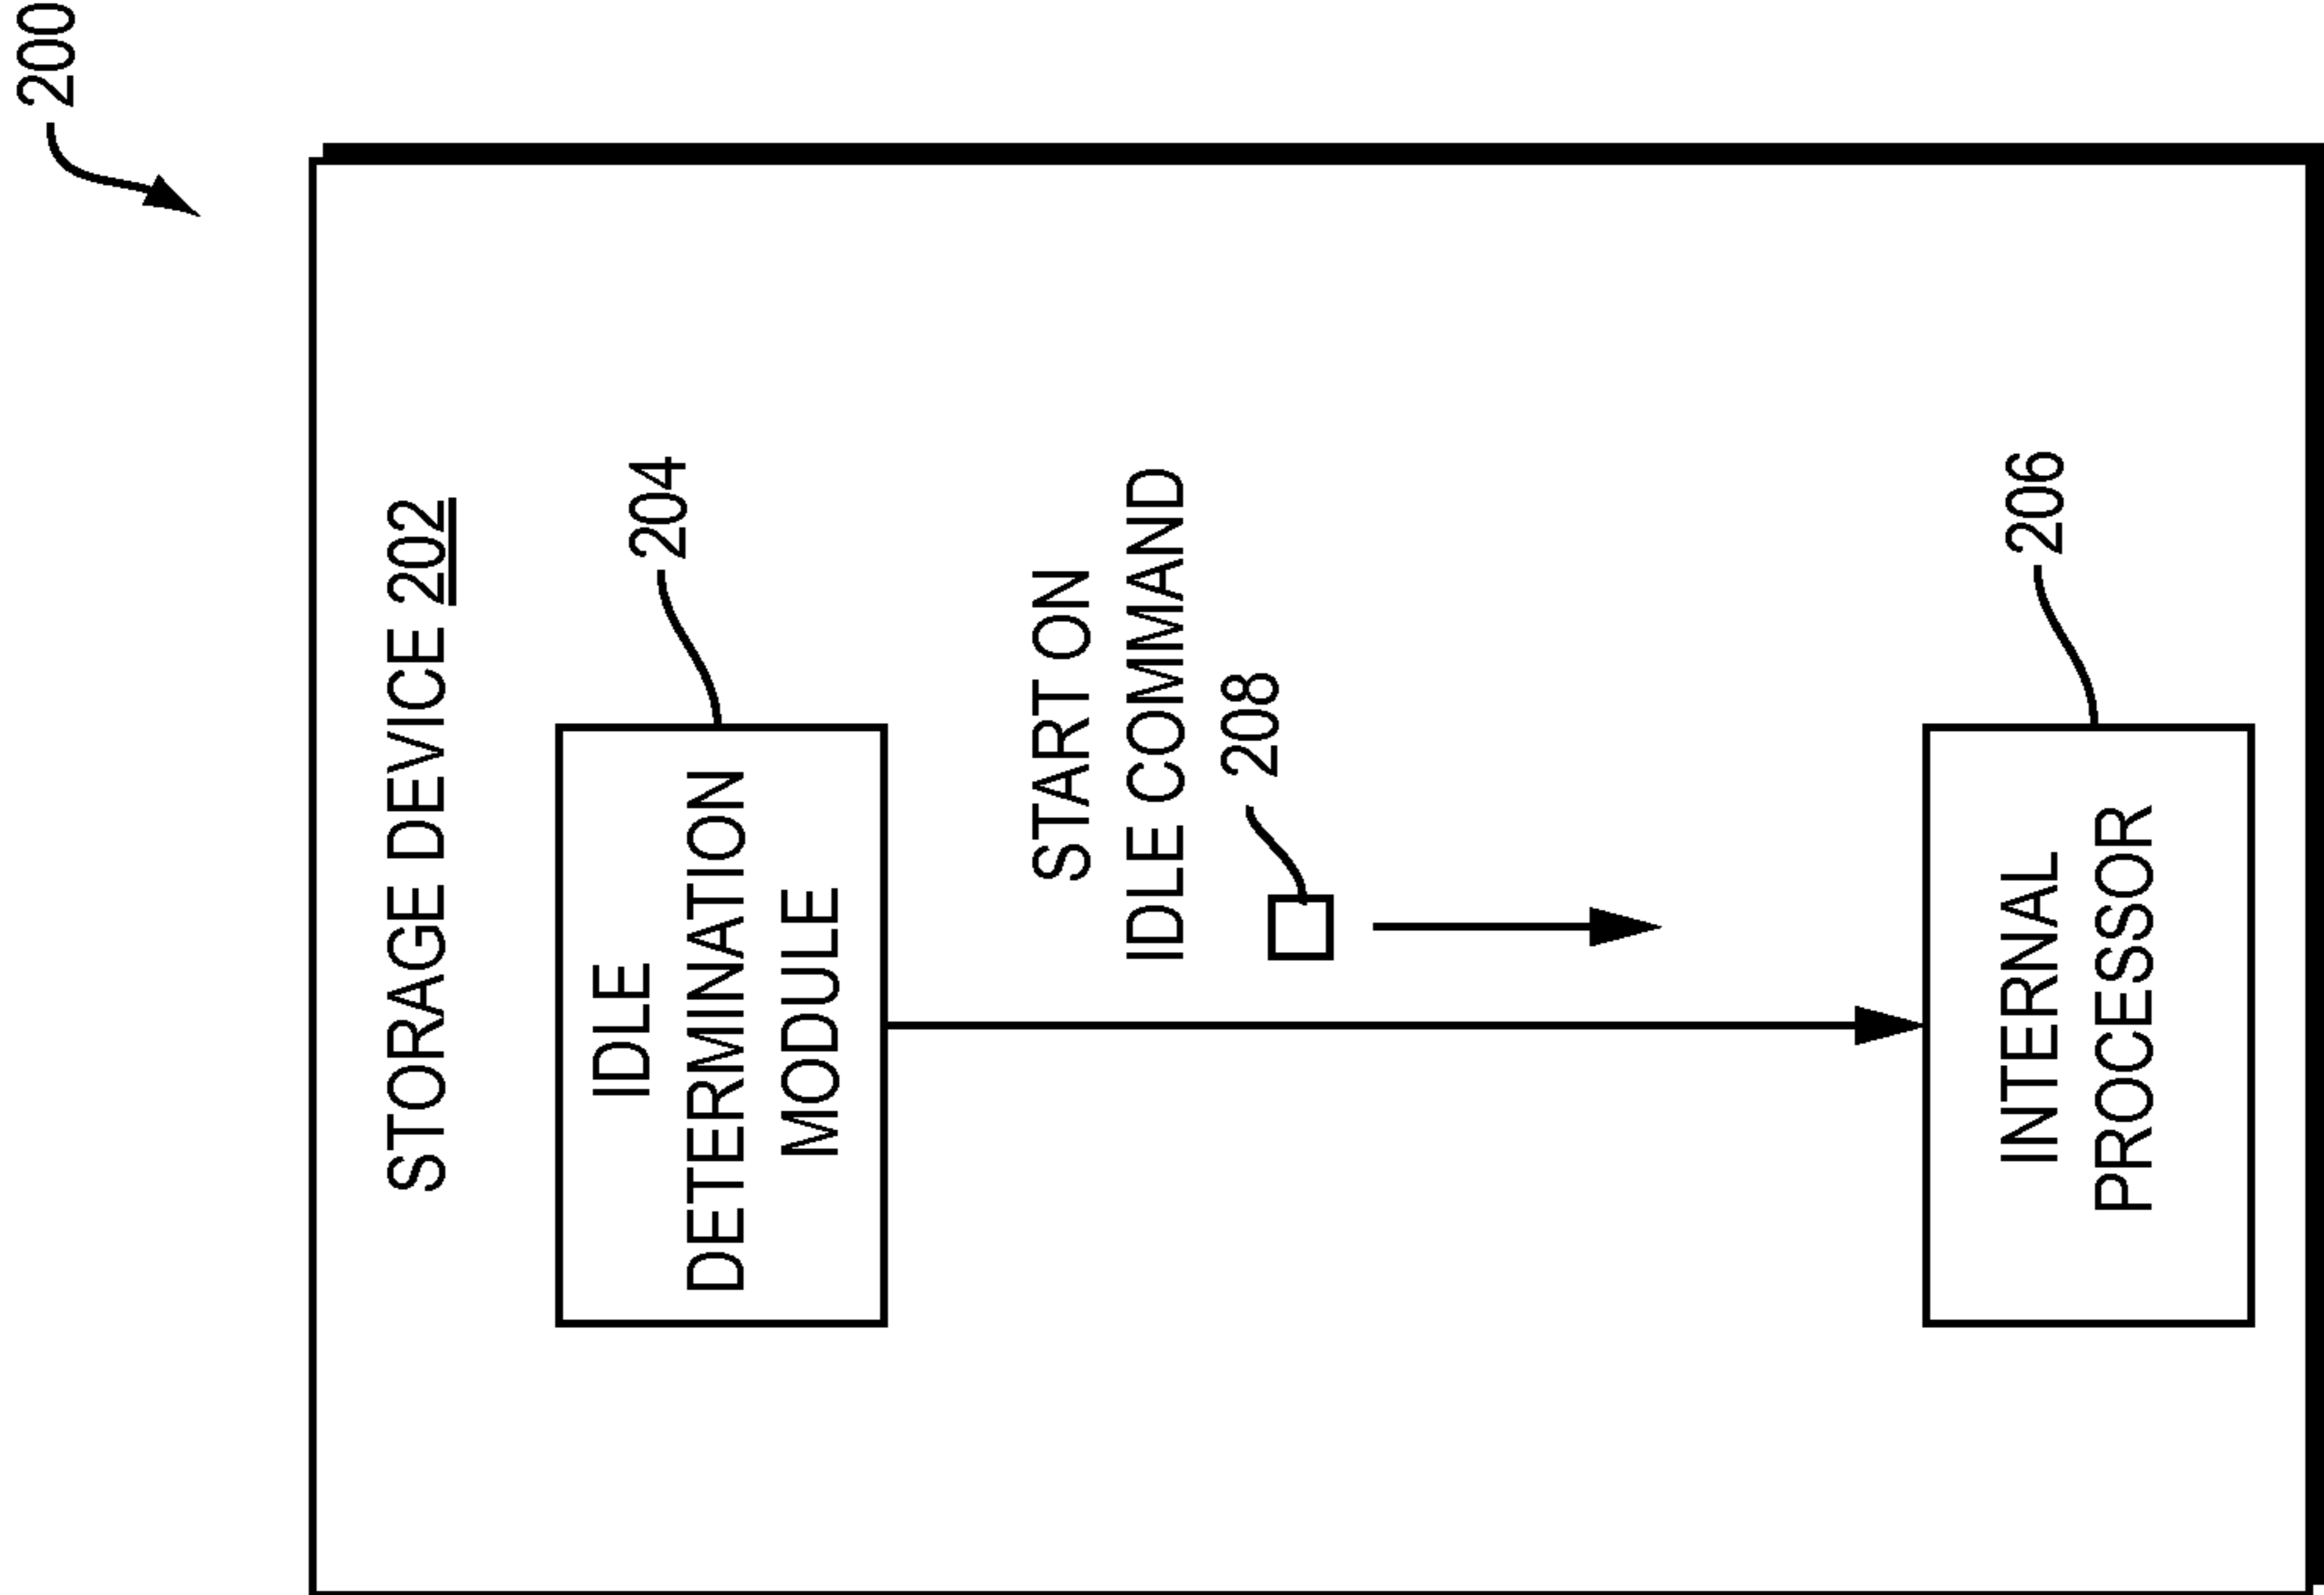 200
STORAGE DEVICE 202
204
IDLE
DETERMINATION
MODULE
START ON
IDLE COMMAND
208
206
INTERNAL
PROCESSOR